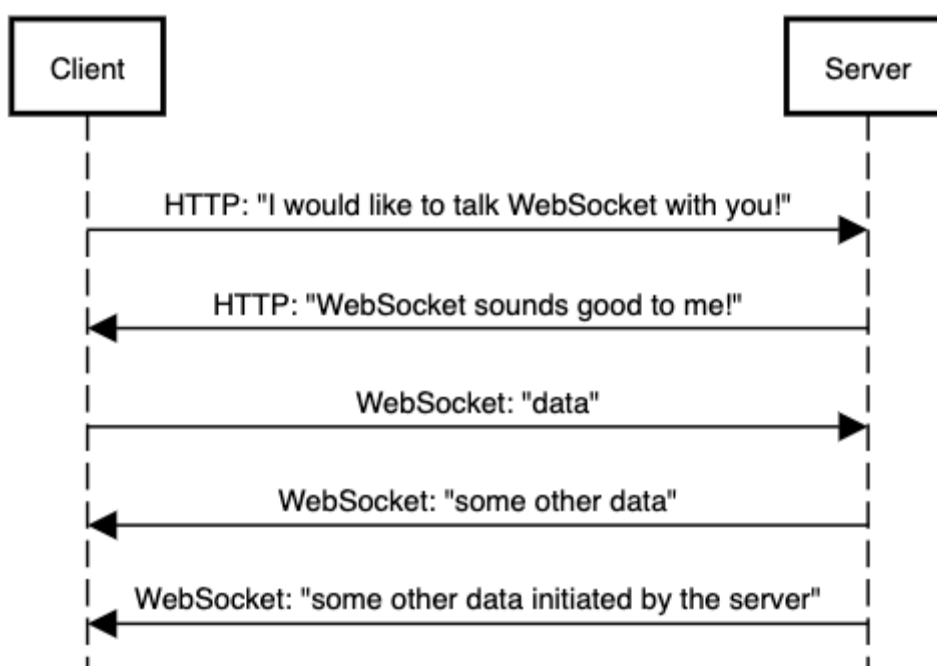 Client
Server
HTTP: "I would like to talk WebSocket with you!"
HTTP: "WebSocket sounds good to me!"
WebSocket: "data"
WebSocket: "some other data"
WebSocket: "some other data initiated by the server"